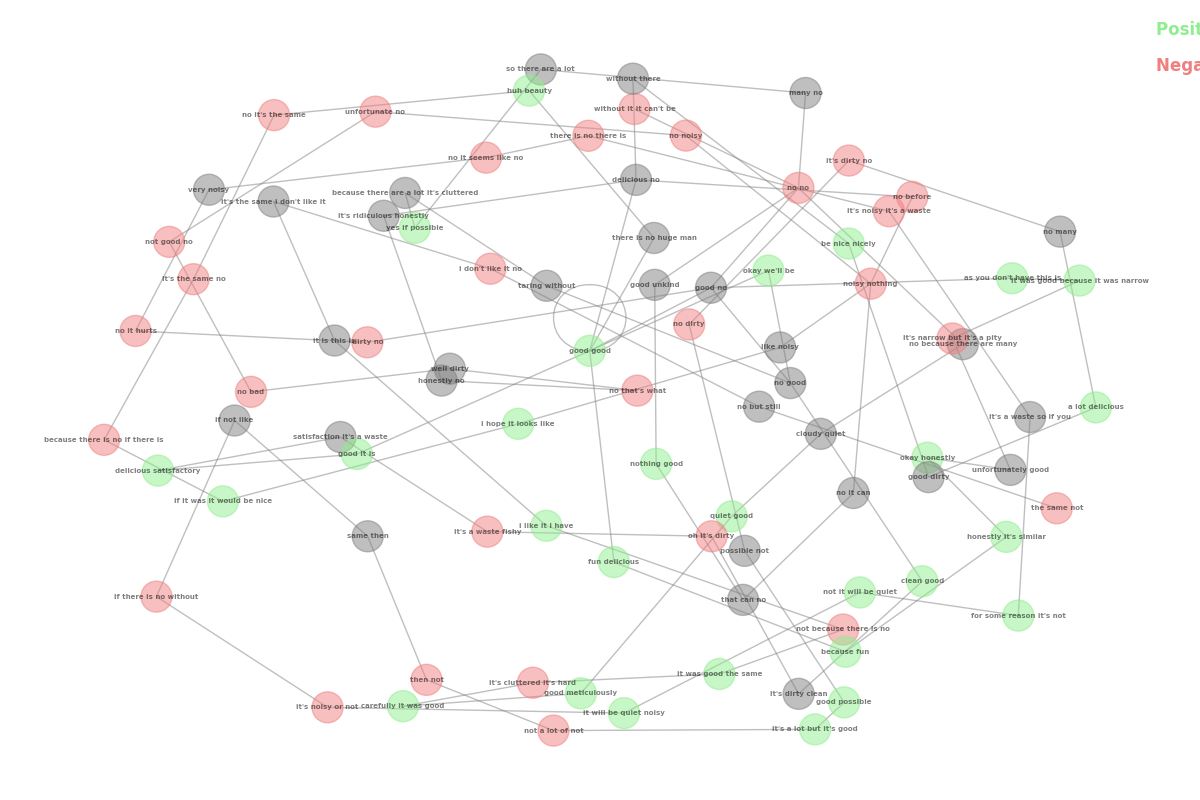 Posit
Nega
so there are a lot
without there
huh beauty
many no
without it it can't be
unfortunate no
no it's the same
there is no there is
no noisy
no it seems like no
it's dirty no
delicious no
no no
very noisy
because there are a lot it's cluttered
no before
it's the same I don't like it
it's noisy it's a waste
it's ridiculous honestly
yes if possible
no many
there is no huge man
not good no
be nice nicely
I don't like it no
okay we'll be
it's the same no
as you don't have this is
it was good because it was narrow
taring without
good unkind
good no
noisy nothing
no dirty
no it hurts
it is this is
dirty no
it's narrow but it's a pity
no because there are many
like noisy
good good
well dirty
honestly no
no good
no bad
no that's what
no but still
a lot delicious
it's a waste so if you
if not like
I hope it looks like
cloudy quiet
satisfaction it's a waste
because there is no if there is
good it is
okay honestly
nothing good
delicious satisfactory
unfortunately good
good dirty
no it can
if it was it would be nice
the same not
quiet good
I like it I have
it's a waste fishy
same then
oh it's dirty
honestly it's similar
possible not
fun delicious
clean good
not it will be quiet
if there is no without
that can no
for some reason it's not
not because there is no
because fun
it was good the same
then not
it's cluttered it's hard
good meticulously
it's dirty clean
good possible
it's noisy or not
carefully it was good
it will be quiet noisy
not a lot of not
it's a lot but it's good